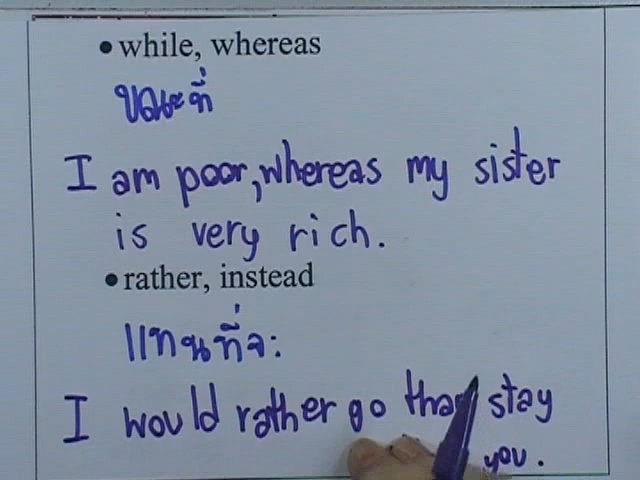 • while, whereas
ขณะที่
I am poor, whereas my sister
is very rich.
• rather, instead
แทนที่จะ
I would rather go than stay
you.